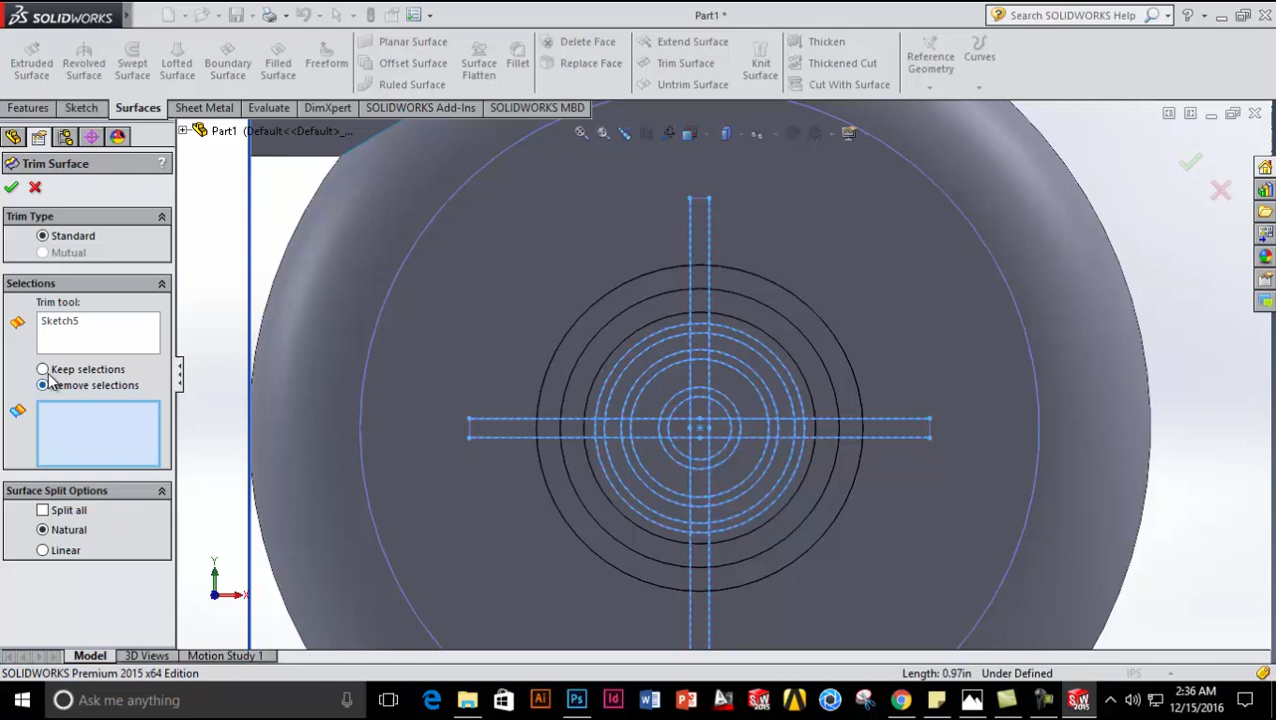 SOLIDWORKS
Part1 *
Search SOLIDWORKS Help
Extruded Surface
Revolved Surface
Swept Surface
Lofted Surface
Boundary Surface
Filled Surface
Freeform
Planar Surface
Offset Surface
Ruled Surface
Surface Flatten
Fillet
Delete Face
Replace Face
Extend Surface
Trim Surface
Untrim Surface
Knit Surface
Thicken
Thickened Cut
Cut With Surface
Reference Geometry
Curves
Features
Sketch
Surfaces
Sheet Metal
Evaluate
DimXpert
SOLIDWORKS Add-Ins
SOLIDWORKS MBD
Part1 (Default<<Default>_...
Trim Surface
?
Trim Type
Standard
Mutual
Selections
Trim tool:
Sketch5
Keep selections
emove selections
Surface Split Options
Split all
Natural
Linear
Y
X
Model
3D Views
Motion Study 1
SOLIDWORKS Premium 2015 x64 Edition
Length: 0.97in
Under Defined
IPS
Ask me anything
2:36 AM
12/15/2016